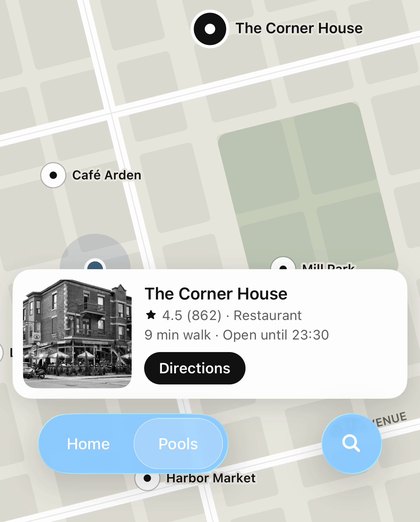 The Corner House
Café Arden
Mill Park
The Corner House
4.5 (862) · Restaurant
9 min walk · Open until 23:30
Directions
L
Home
Pools
VENUE
Harbor Market